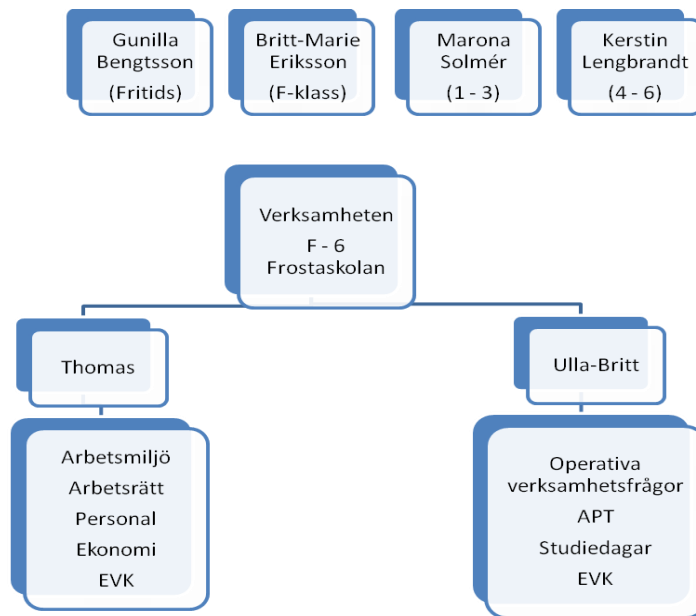 Gunilla
Bengtsson
(Fritids)
Britt-Marie
Eriksson
(F-klass)
Marona
Solmér
(1 - 3)
Kerstin
Lengbrandt
(4 - 6)
Verksamheten
F - 6
Frostaskolan
Thomas
Ulla-Britt
Arbetsmiljö
Arbetsrätt
Personal
Ekonomi
EVK
Operativa
verksamhetsfrågor
APT
Studiedagar
EVK